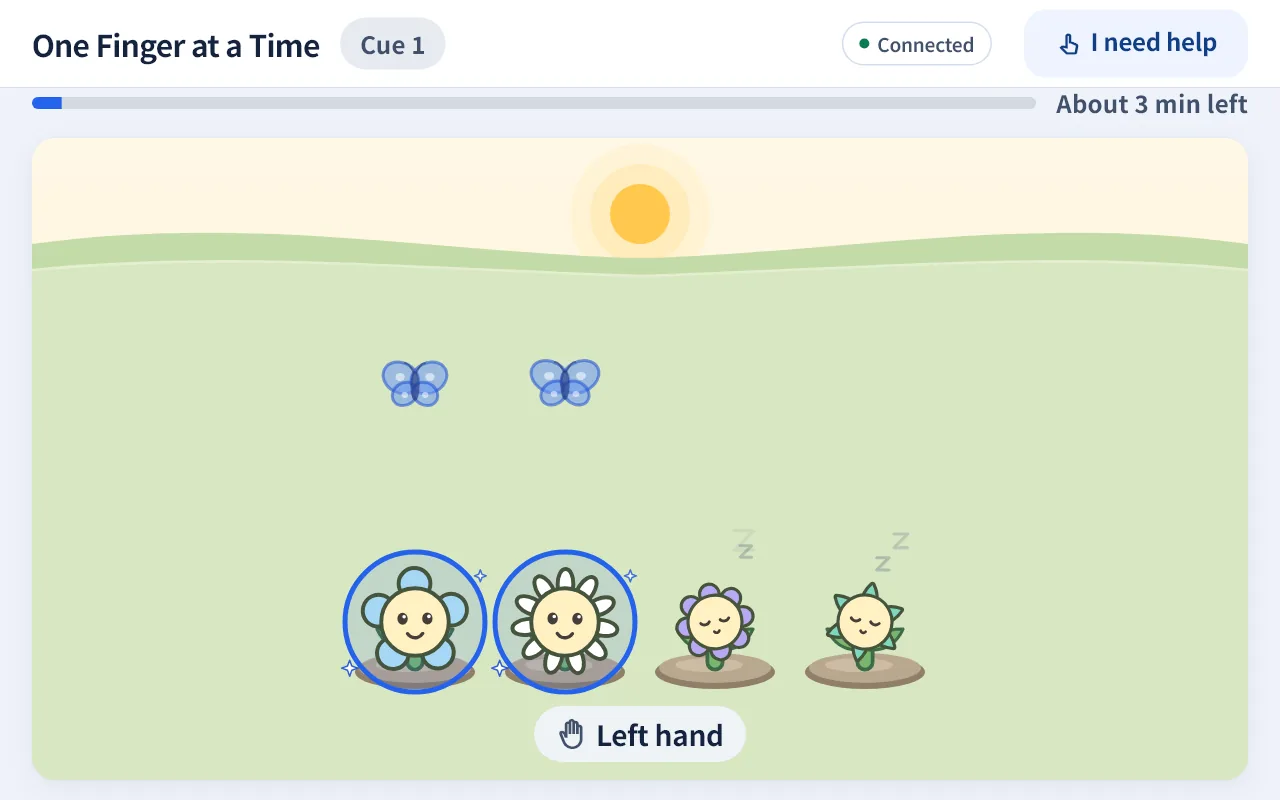 One Finger at a Time
Cue 1
Connected
I need help
About 3 min left
Z
Z
Z
Z
Left hand